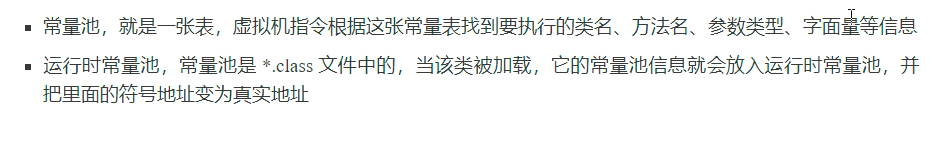 常量池，就是一张表，虚拟机指令根据这张常量表找到要执行的类名、方法名、参数类型、字面量等信息
运行时常量池，常量池是 *.class 文件中的，当该类被加载，它的常量池信息就会放入运行时常量池，并
把里面的符号地址变为真实地址